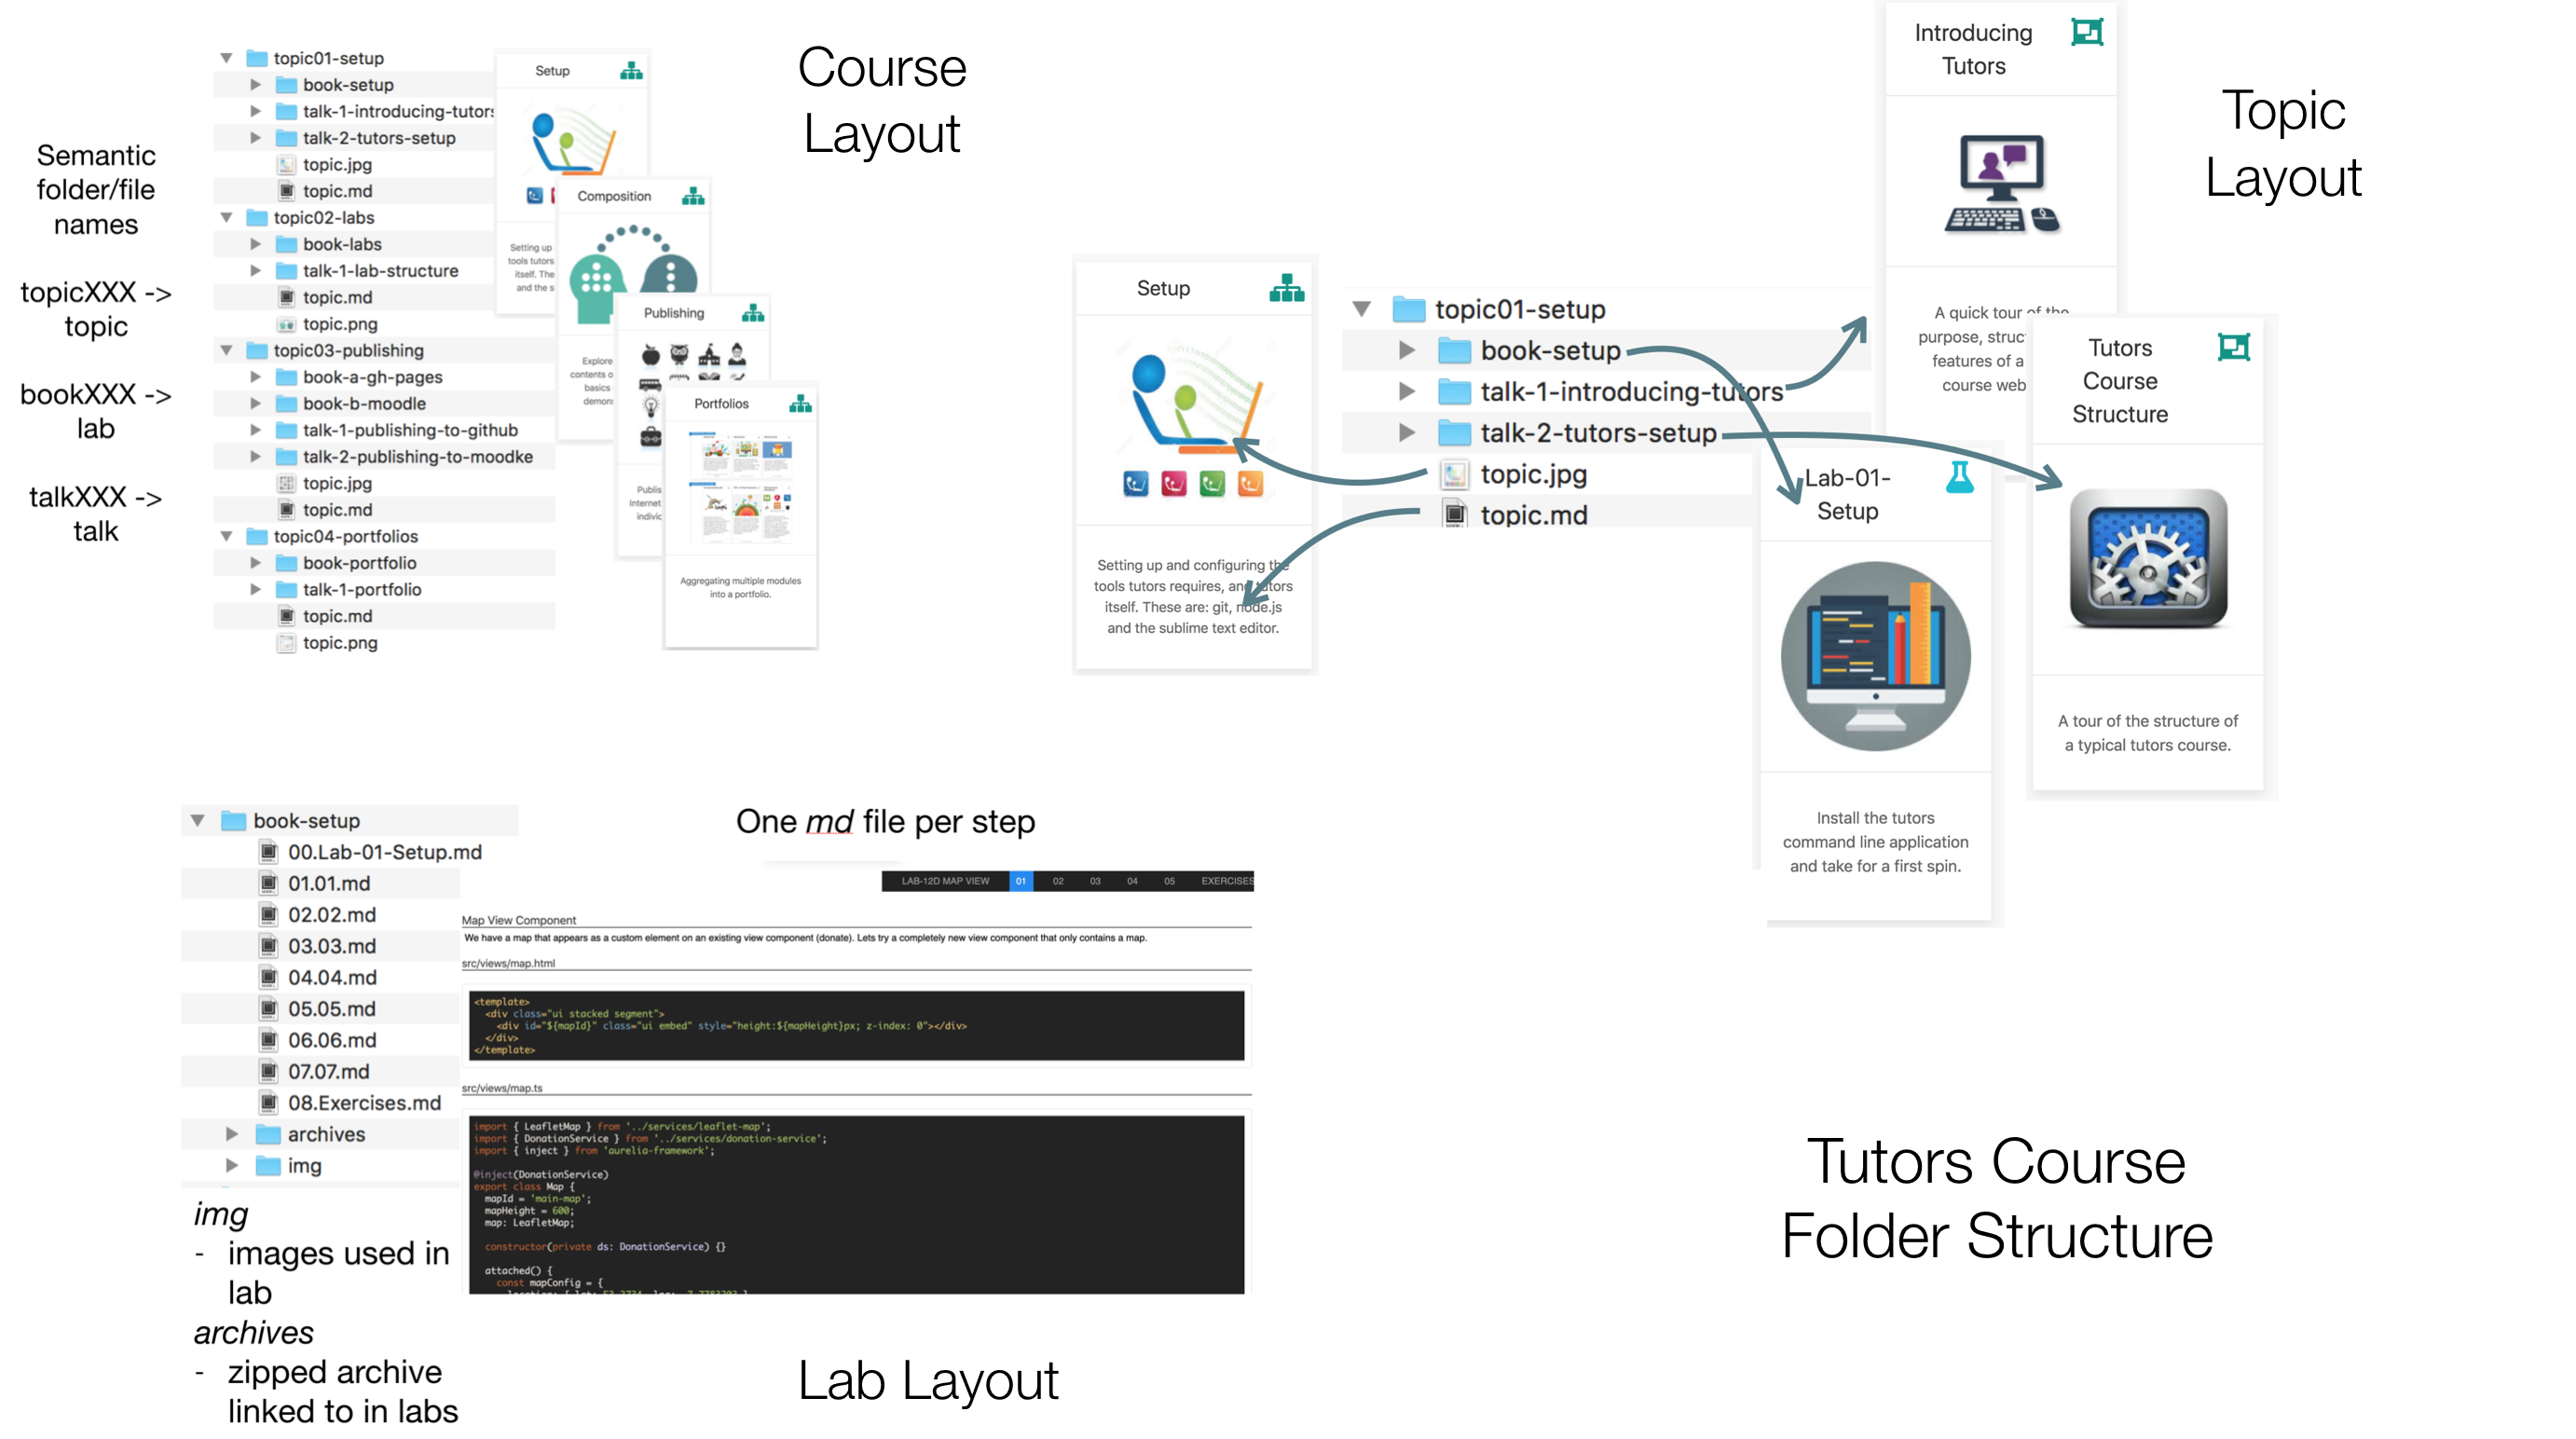 Course
Layout
Semantic
folder/file
names
topicXXX ->
topic
bookXXX ->
lab
talkXXX ->
talk
topic01-setup
book-setup
talk-1-introducing-tutors
talk-2-tutors-setup
topic.jpg
topic.md
topic02-labs
book-labs
talk-1-lab-structure
topic.md
topic.png
topic03-publishing
book-a-gh-pages
book-b-moodle
talk-1-publishing-to-github
talk-2-publishing-to-moodke
topic.jpg
topic.md
topic04-portfolios
book-portfolio
talk-1-portfolio
topic.md
topic.png
Setup
Setting up
tools tutors
itself. The
and the s
Composition
Explore
contents o
basics
demon
Publishing
Publis
Internet
indivic
Portfolios
Aggregating multiple modules
into a portfolio.
Topic
Layout
Setup
Setting up and configuring the
tools tutors requires, and tutors
itself. These are: git, node.js
and the sublime text editor.
topic01-setup
book-setup
talk-1-introducing-tutors
talk-2-tutors-setup
topic.jpg
topic.md
Introducing
Tutors
A quick tour of the
purpose, struc
features of a
course web
Tutors
Course
Structure
A tour of the structure of
a typical tutors course.
Lab-01-
Setup
Install the tutors
command line application
and take for a first spin.
book-setup
00.Lab-01-Setup.md
01.01.md
02.02.md
03.03.md
04.04.md
05.05.md
06.06.md
07.07.md
08.Exercises.md
archives
img
img
- images used in
lab
archives
- zipped archive
linked to in labs
One md file per step
LAB-12D MAP VIEW 01 02 03 04 05 EXERCISES
Map View Component
We have a map that appears as a custom element on an existing view component (donate). Lets try a completely new view component that only contains a map.
src/views/map.html
<template>
<div class="ui stacked segment">
<div id="${mapId}" class="ui embed" style="height:${mapHeight}px; z-index: 0"></div>
</div>
</template>
src/views/map.ts
import { LeafletMap } from '../services/leaflet-map';
import { DonationService } from '../services/donation-service';
import { inject } from 'aurelia-framework';
@inject(DonationService)
export class Map {
mapId = 'main-map';
mapHeight = 600;
map: LeafletMap;
constructor(private ds: DonationService) {}
attached() {
const mapConfig = {
Lab Layout
Tutors Course
Folder Structure